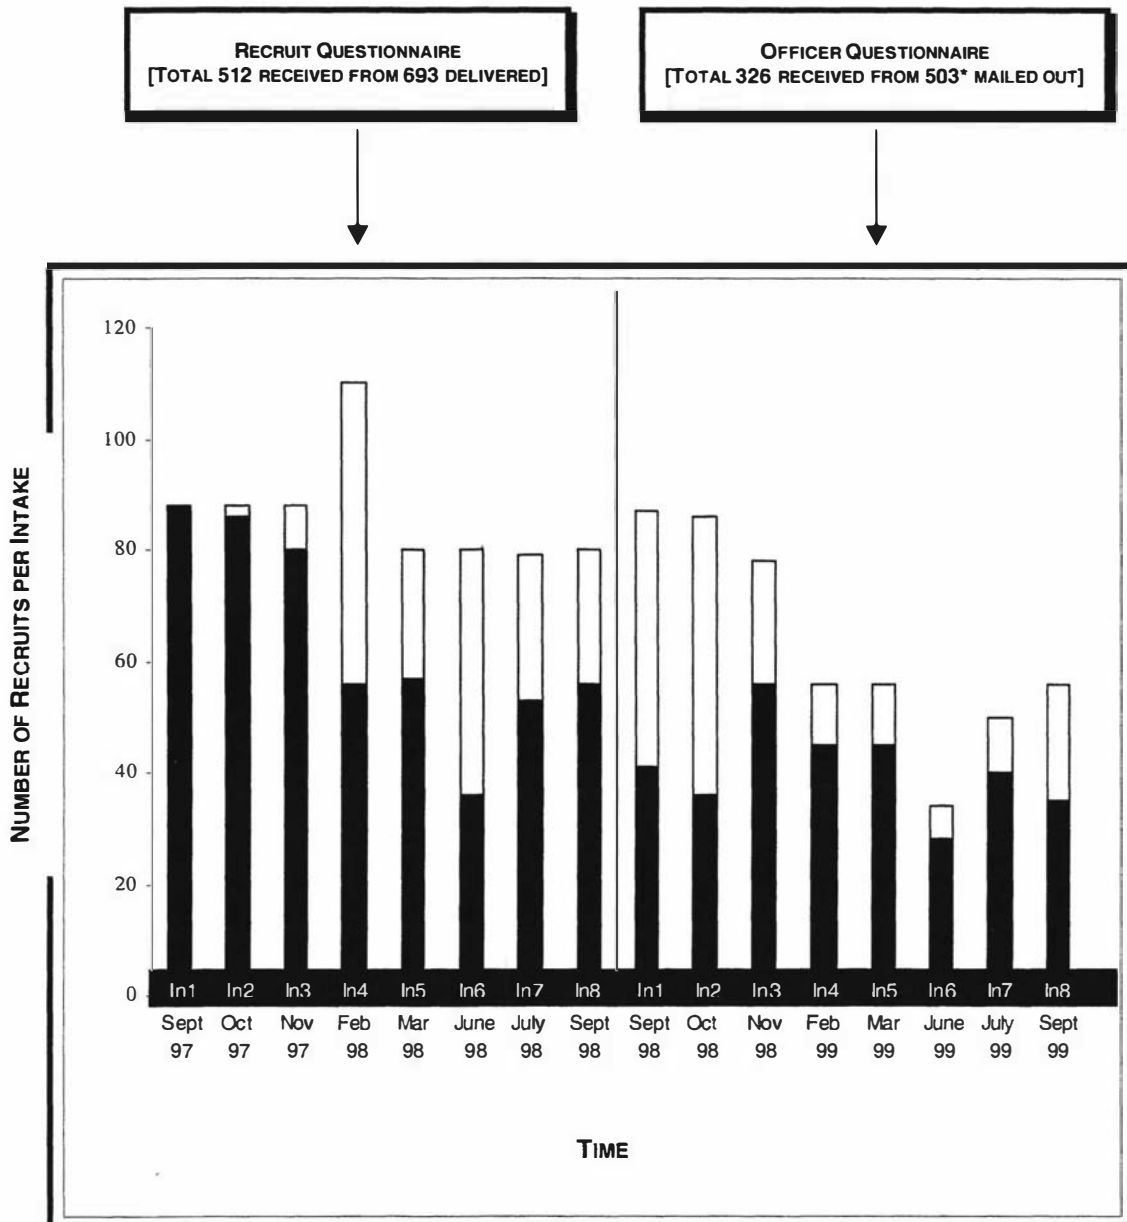 RECRUIT QUESTIONNAIRE
[TOTAL 512 RECEIVED FROM 693 DELIVERED]
OFFICER QUESTIONNAIRE
[TOTAL 326 RECEIVED FROM 503* MAILED OUT]
NUMBER OF RECRUITS PER INTAKE
120
100
80
60
40
20
0
In1 In2 In3 In4 In5 In6 In7 In8 In1 In2 In3 In4 In5 In6 In7 In8
Sept Oct Nov Feb Mar June July Sept Sept Oct Nov Feb Mar June July Sept
97 97 97 98 98 98 98 98 98 98 98 99 99 99 99 99
TIME